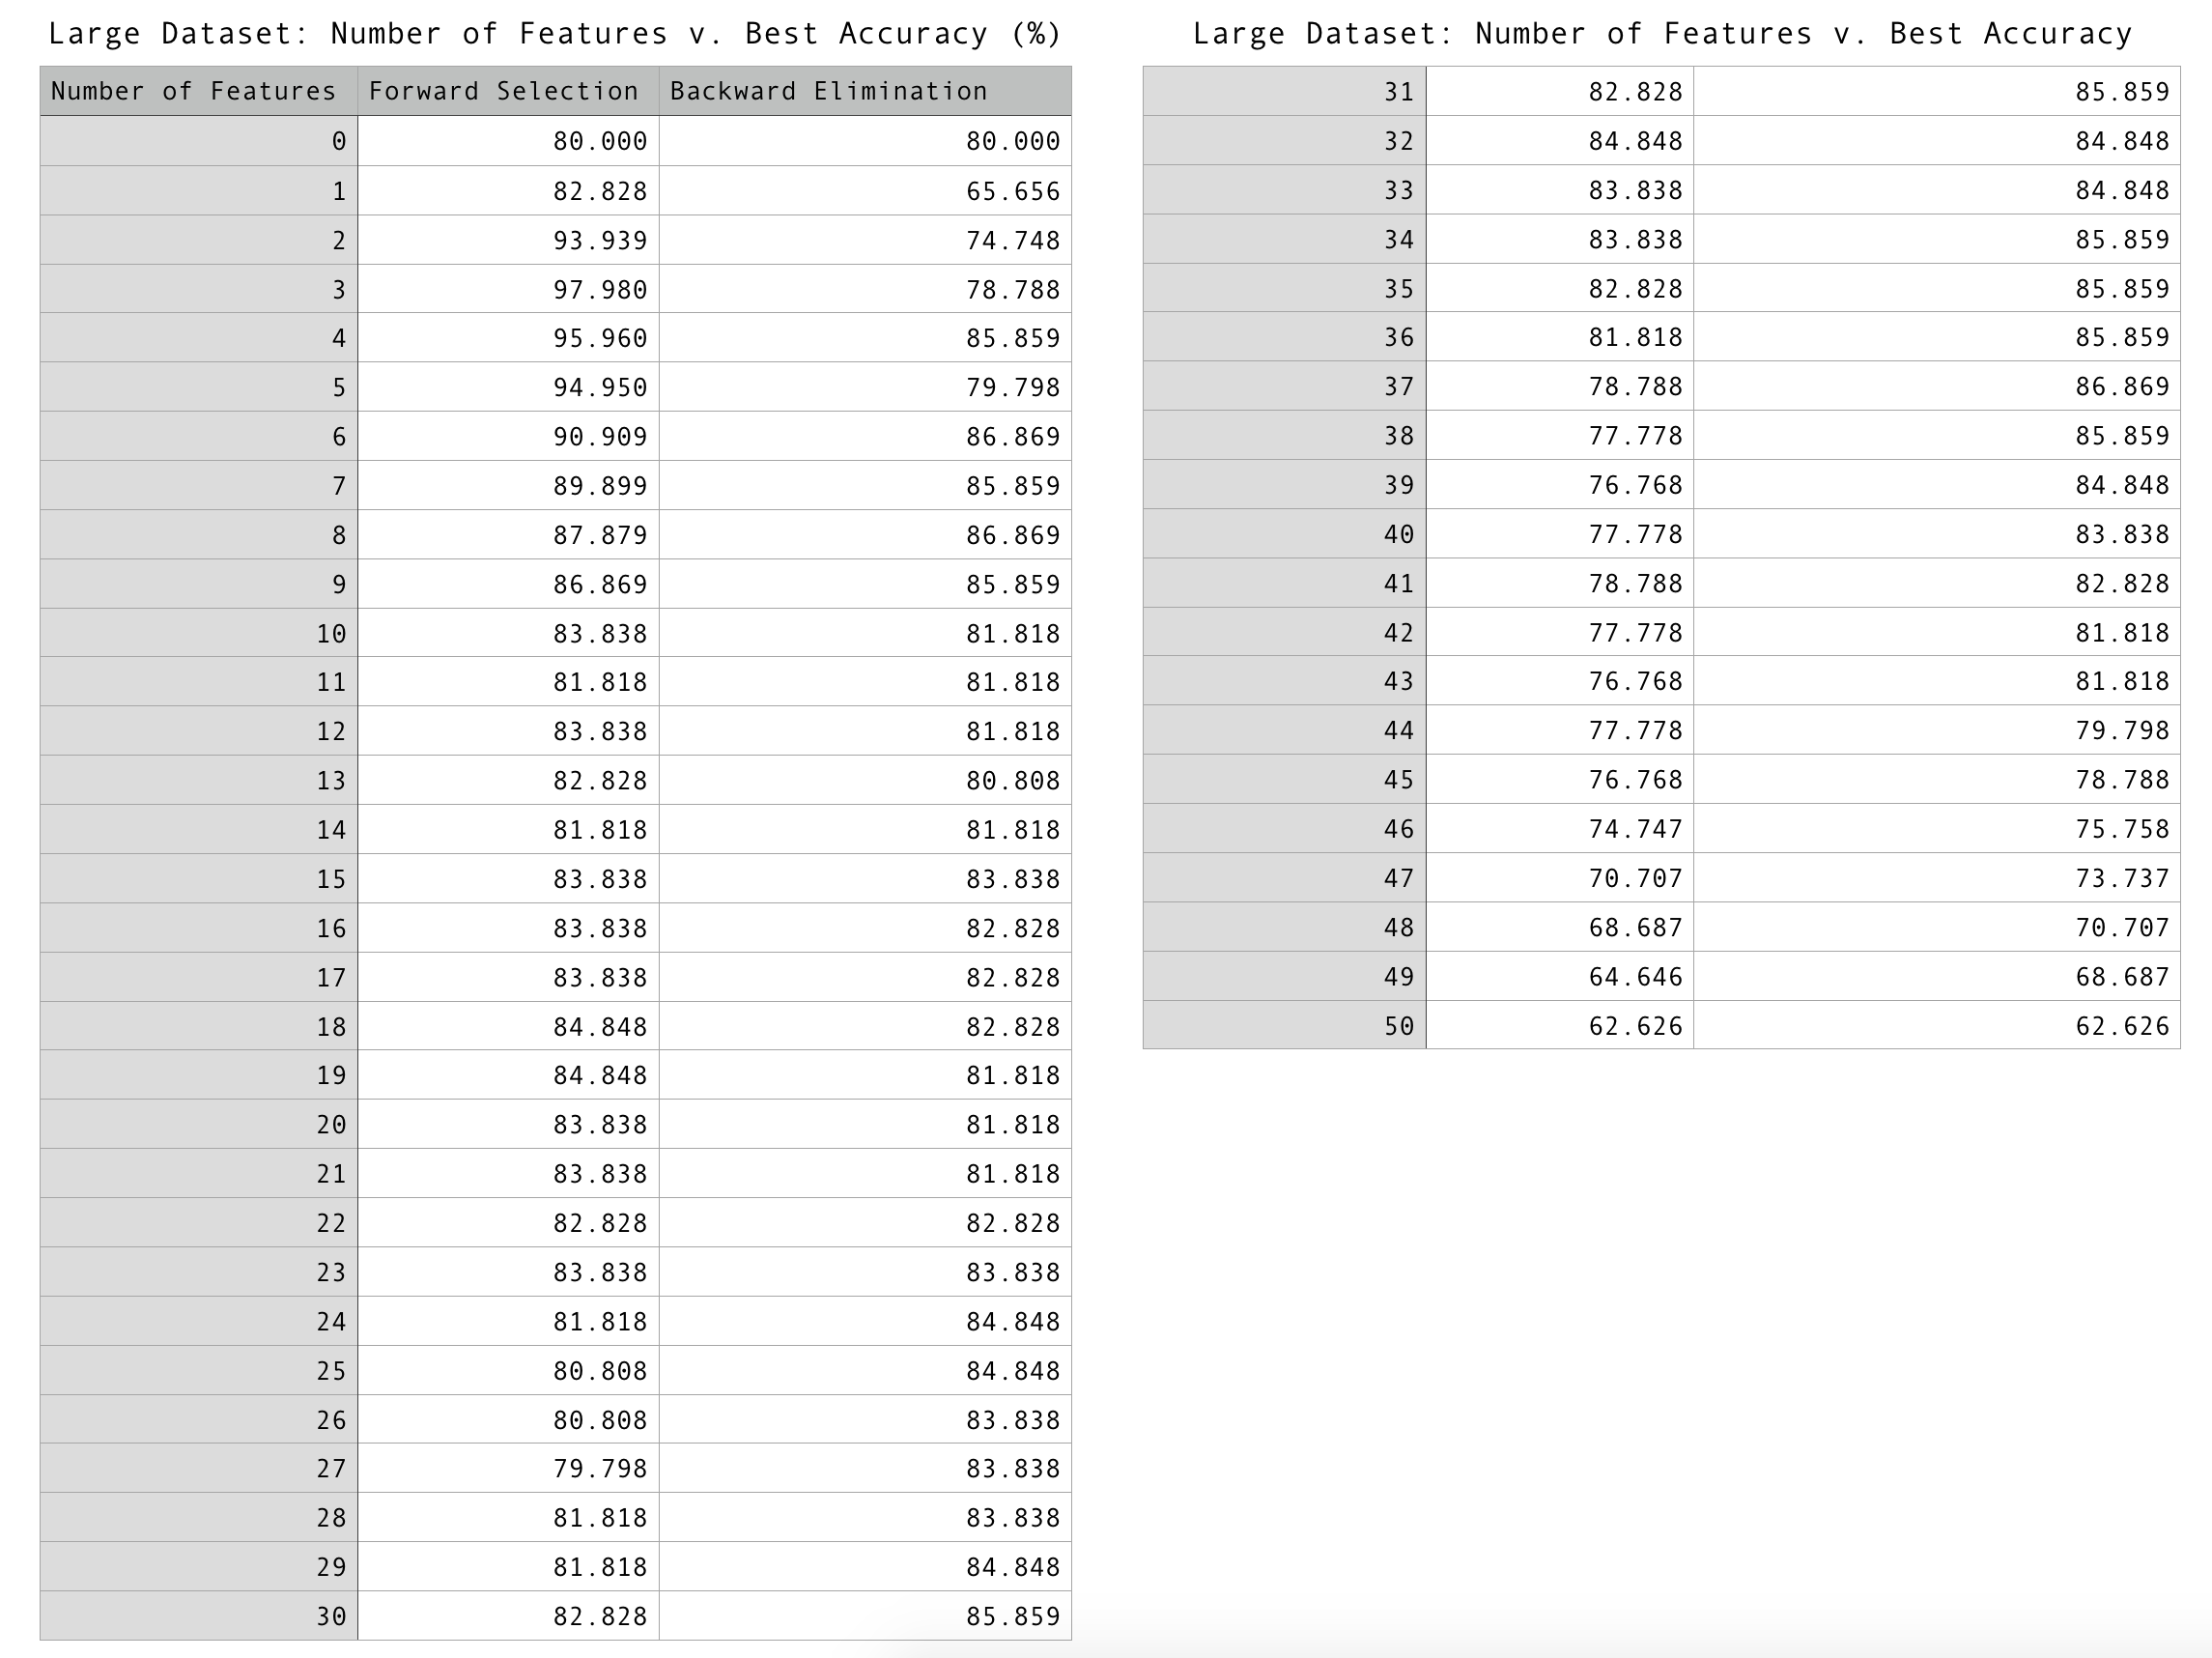 Large Dataset: Number of Features v. Best Accuracy (%)
Number of Features Forward Selection Backward Elimination
0 80.000 80.000
1 82.828 65.656
2 93.939 74.748
3 97.980 78.788
4 95.960 85.859
5 94.950 79.798
6 90.909 86.869
7 89.899 85.859
8 87.879 86.869
9 86.869 85.859
10 83.838 81.818
11 81.818 81.818
12 83.838 81.818
13 82.828 80.808
14 81.818 81.818
15 83.838 83.838
16 83.838 82.828
17 83.838 82.828
18 84.848 82.828
19 84.848 81.818
20 83.838 81.818
21 83.838 81.818
22 82.828 82.828
23 83.838 83.838
24 81.818 84.848
25 80.808 84.848
26 80.808 83.838
27 79.798 83.838
28 81.818 83.838
29 81.818 84.848
30 82.828 85.859
Large Dataset: Number of Features v. Best Accuracy
31 82.828 85.859
32 84.848 84.848
33 83.838 84.848
34 83.838 85.859
35 82.828 85.859
36 81.818 85.859
37 78.788 86.869
38 77.778 85.859
39 76.768 84.848
40 77.778 83.838
41 78.788 82.828
42 77.778 81.818
43 76.768 81.818
44 77.778 79.798
45 76.768 78.788
46 74.747 75.758
47 70.707 73.737
48 68.687 70.707
49 64.646 68.687
50 62.626 62.626